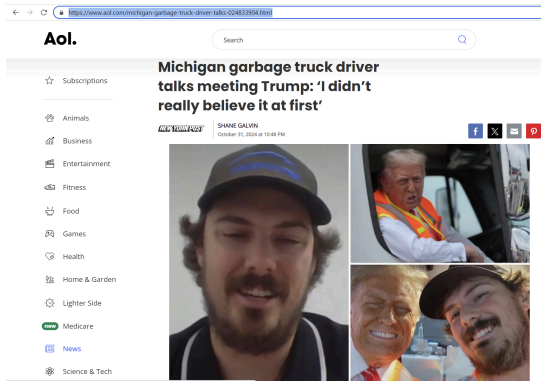 https://www.aol.com/michigan-garbage-truck-driver-talks-024833904.html
Aol.
Search
Subscriptions
Animals
Business
Entertainment
Fitness
Food
Games
Health
Home & Garden
Lighter Side
new Medicare
News
Science & Tech
Michigan garbage truck driver
talks meeting Trump: ‘I didn’t
really believe it at first’
NEW YORK POST
SHANE GALVIN
October 31, 2024 at 10:48 PM